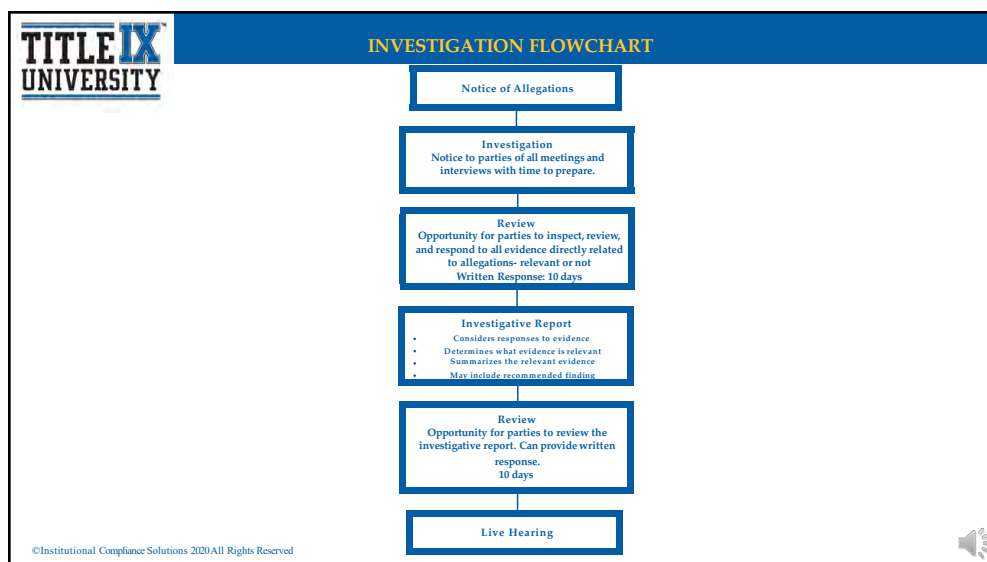 TITLE IX™
UNIVERSITY
INVESTIGATION FLOWCHART
Notice of Allegations
Investigation
Notice to parties of all meetings and
interviews with time to prepare.
Review
Opportunity for parties to inspect, review,
and respond to all evidence directly related
to allegations- relevant or not
Written Response: 10 days
Investigative Report
• Considers responses to evidence
• Determines what evidence is relevant
• Summarizes the relevant evidence
• May include recommended finding
Review
Opportunity for parties to review the
investigative report. Can provide written
response.
10 days
Live Hearing
©Institutional Compliance Solutions 2020 All Rights Reserved